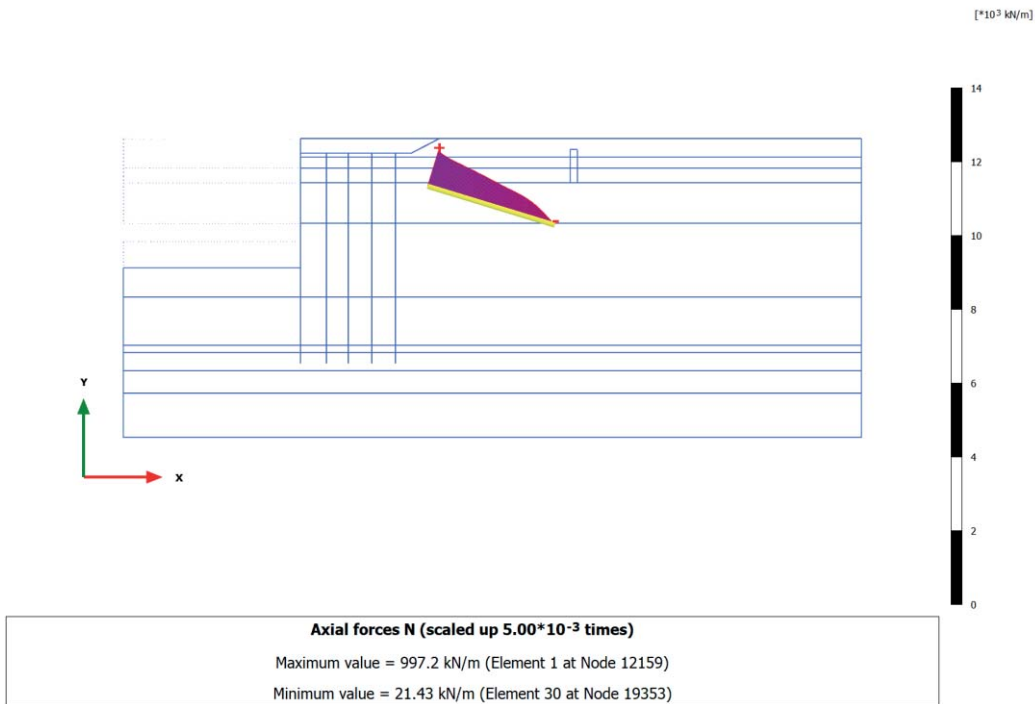 [*10³ kN/m]
14
12
10
8
6
4
2
0
Y
X
Axial forces N (scaled up 5.00*10⁻³ times)
Maximum value = 997.2 kN/m (Element 1 at Node 12159)
Minimum value = 21.43 kN/m (Element 30 at Node 19353)